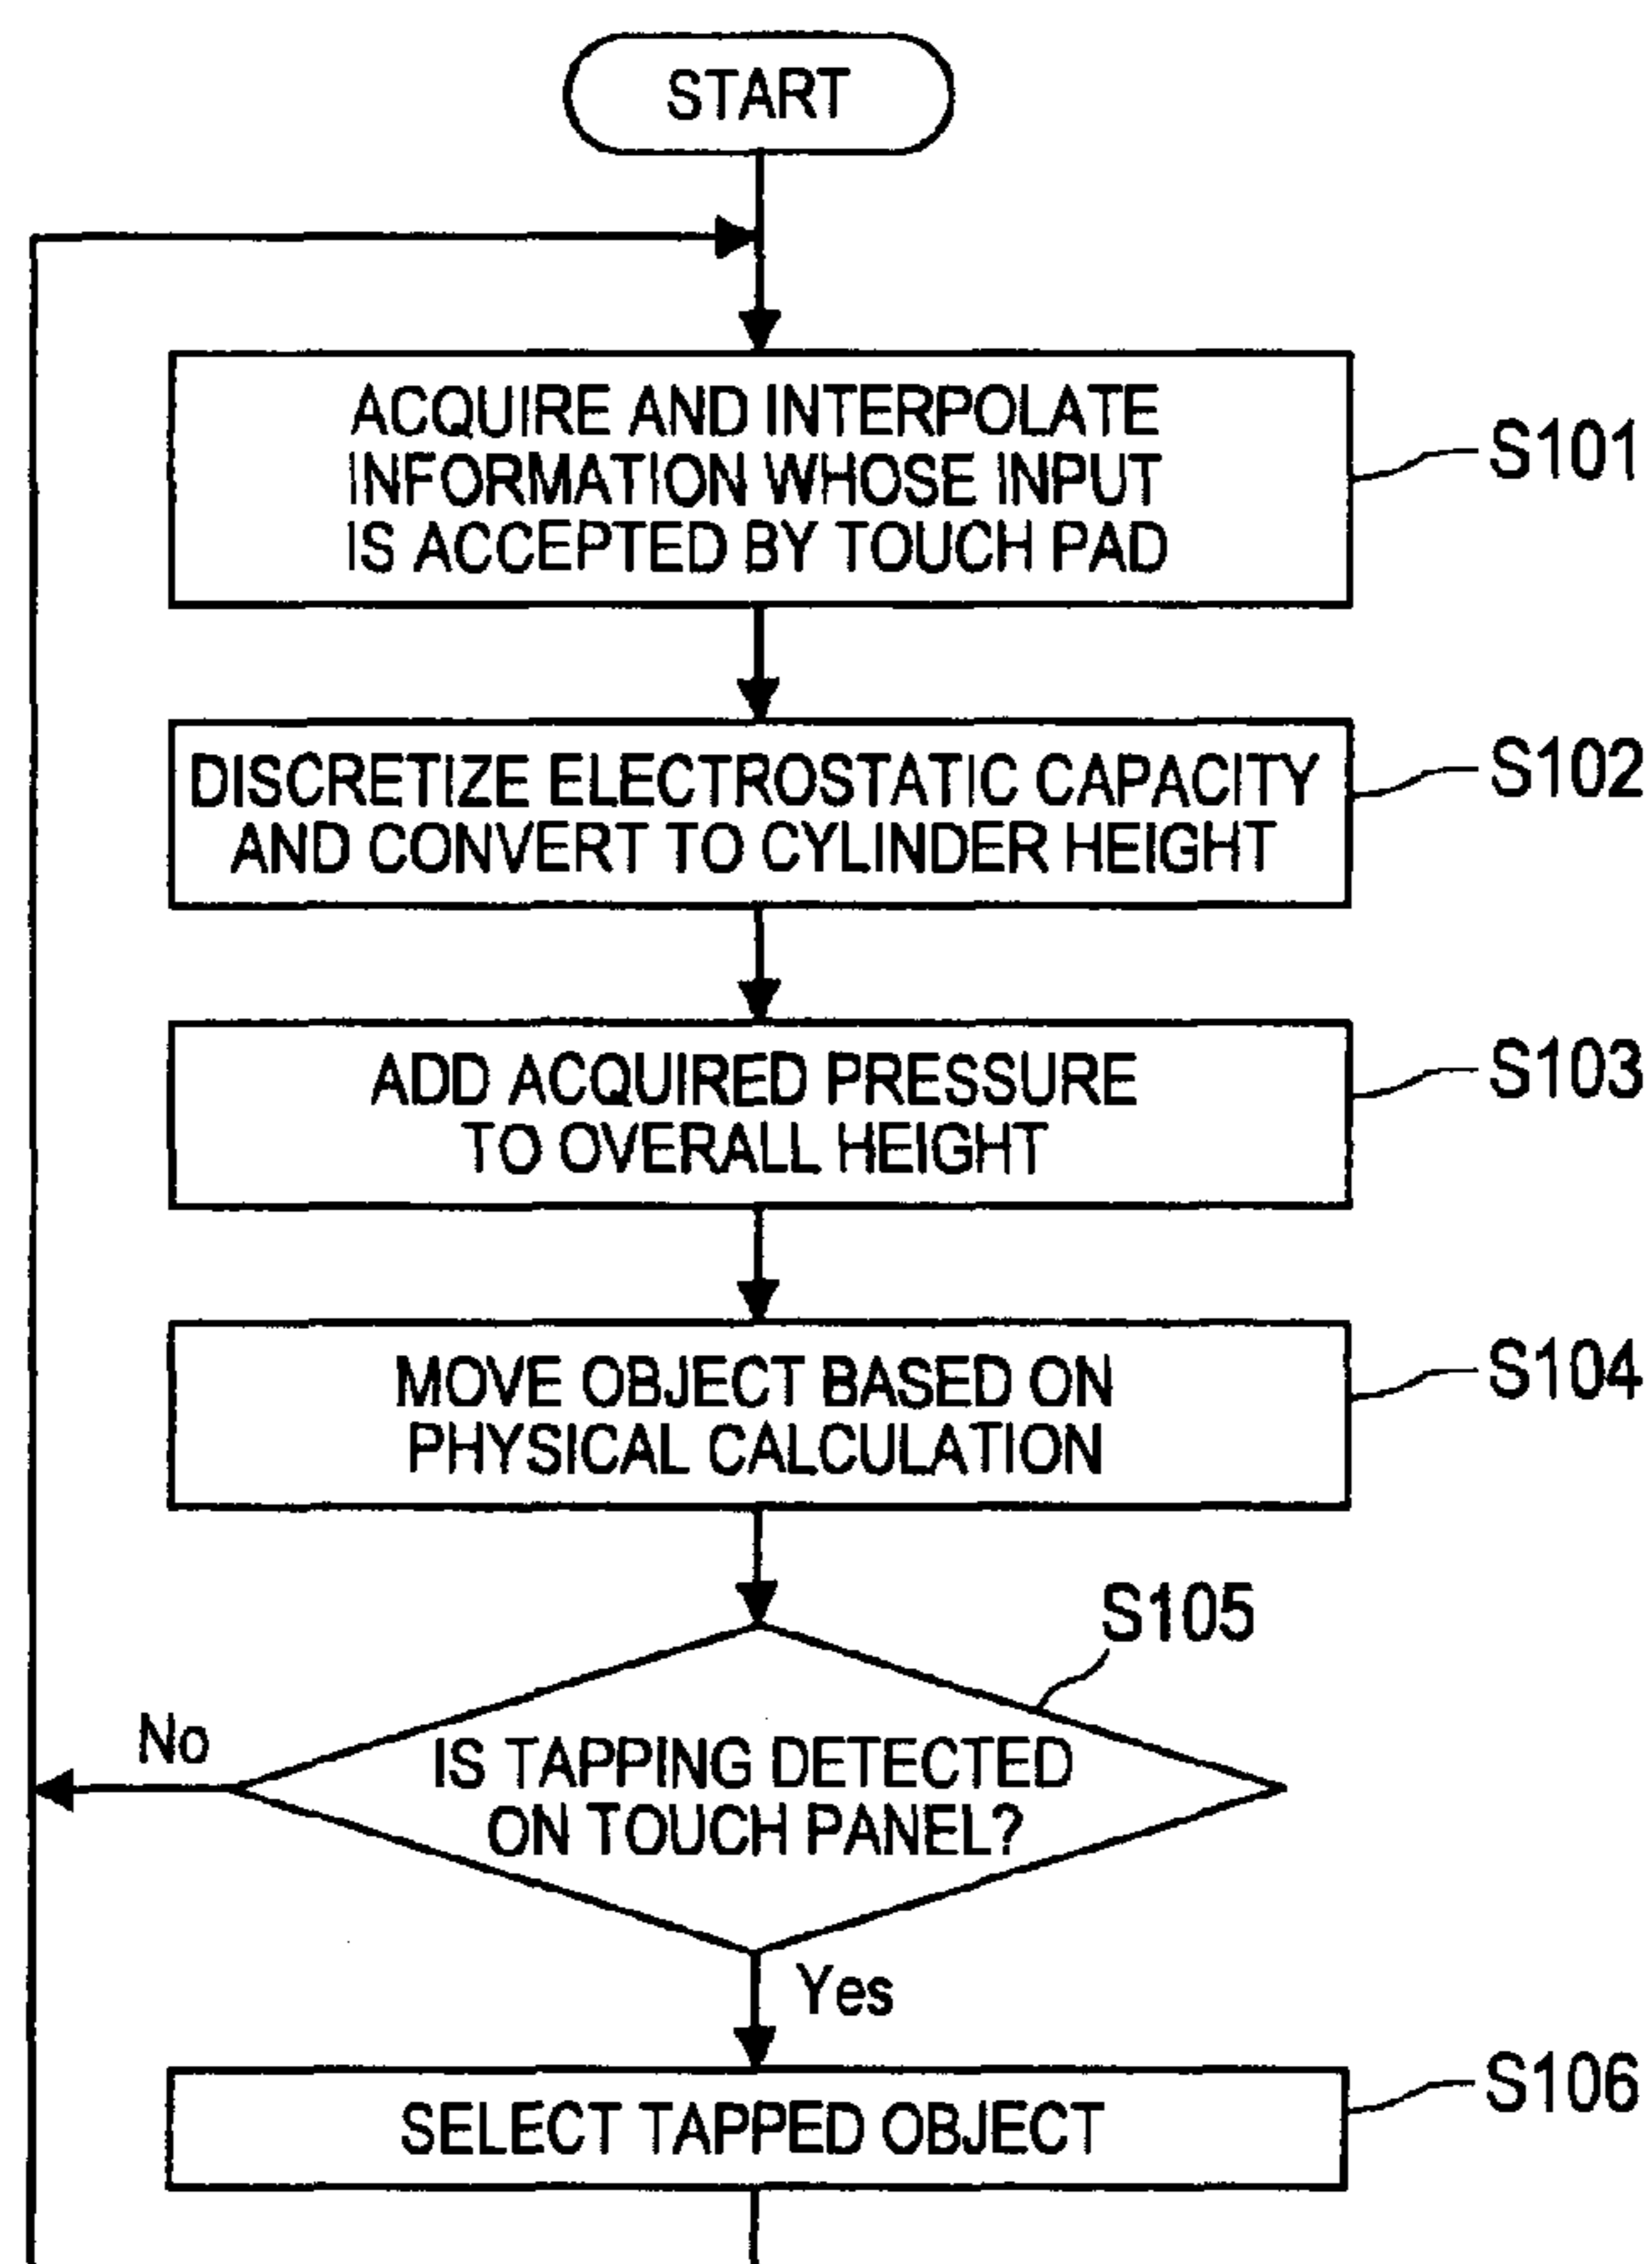 START
ACQUIRE AND INTERPOLATE
INFORMATION WHOSE INPUT
IS ACCEPTED BY TOUCH PAD
S101
DISCRETIZE ELECTROSTATIC CAPACITY
AND CONVERT TO CYLINDER HEIGHT
S102
ADD ACQUIRED PRESSURE
TO OVERALL HEIGHT
S103
MOVE OBJECT BASED ON
PHYSICAL CALCULATION
S104
S105
No
IS TAPPING DETECTED
ON TOUCH PANEL?
Yes
SELECT TAPPED OBJECT
S106